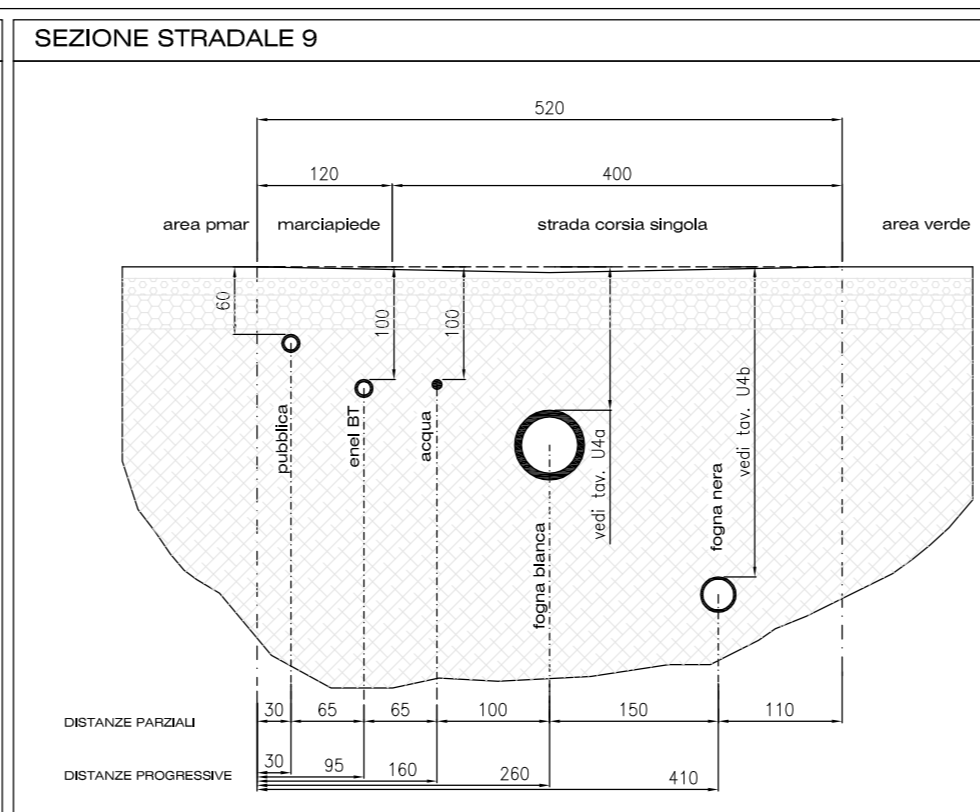 SEZIONE STRADALE 9
520
120
400
area pmar
marciapiede
strada corsia singola
area verde
60
100
100
pubblica
enel BT
acqua
fogna blanca
vedi tav. U4a
fogna nera
vedi tav. U4b
DISTANZE PARZIALI
30
65
65
100
150
110
DISTANZE PROGRESSIVE
30
95
160
260
410